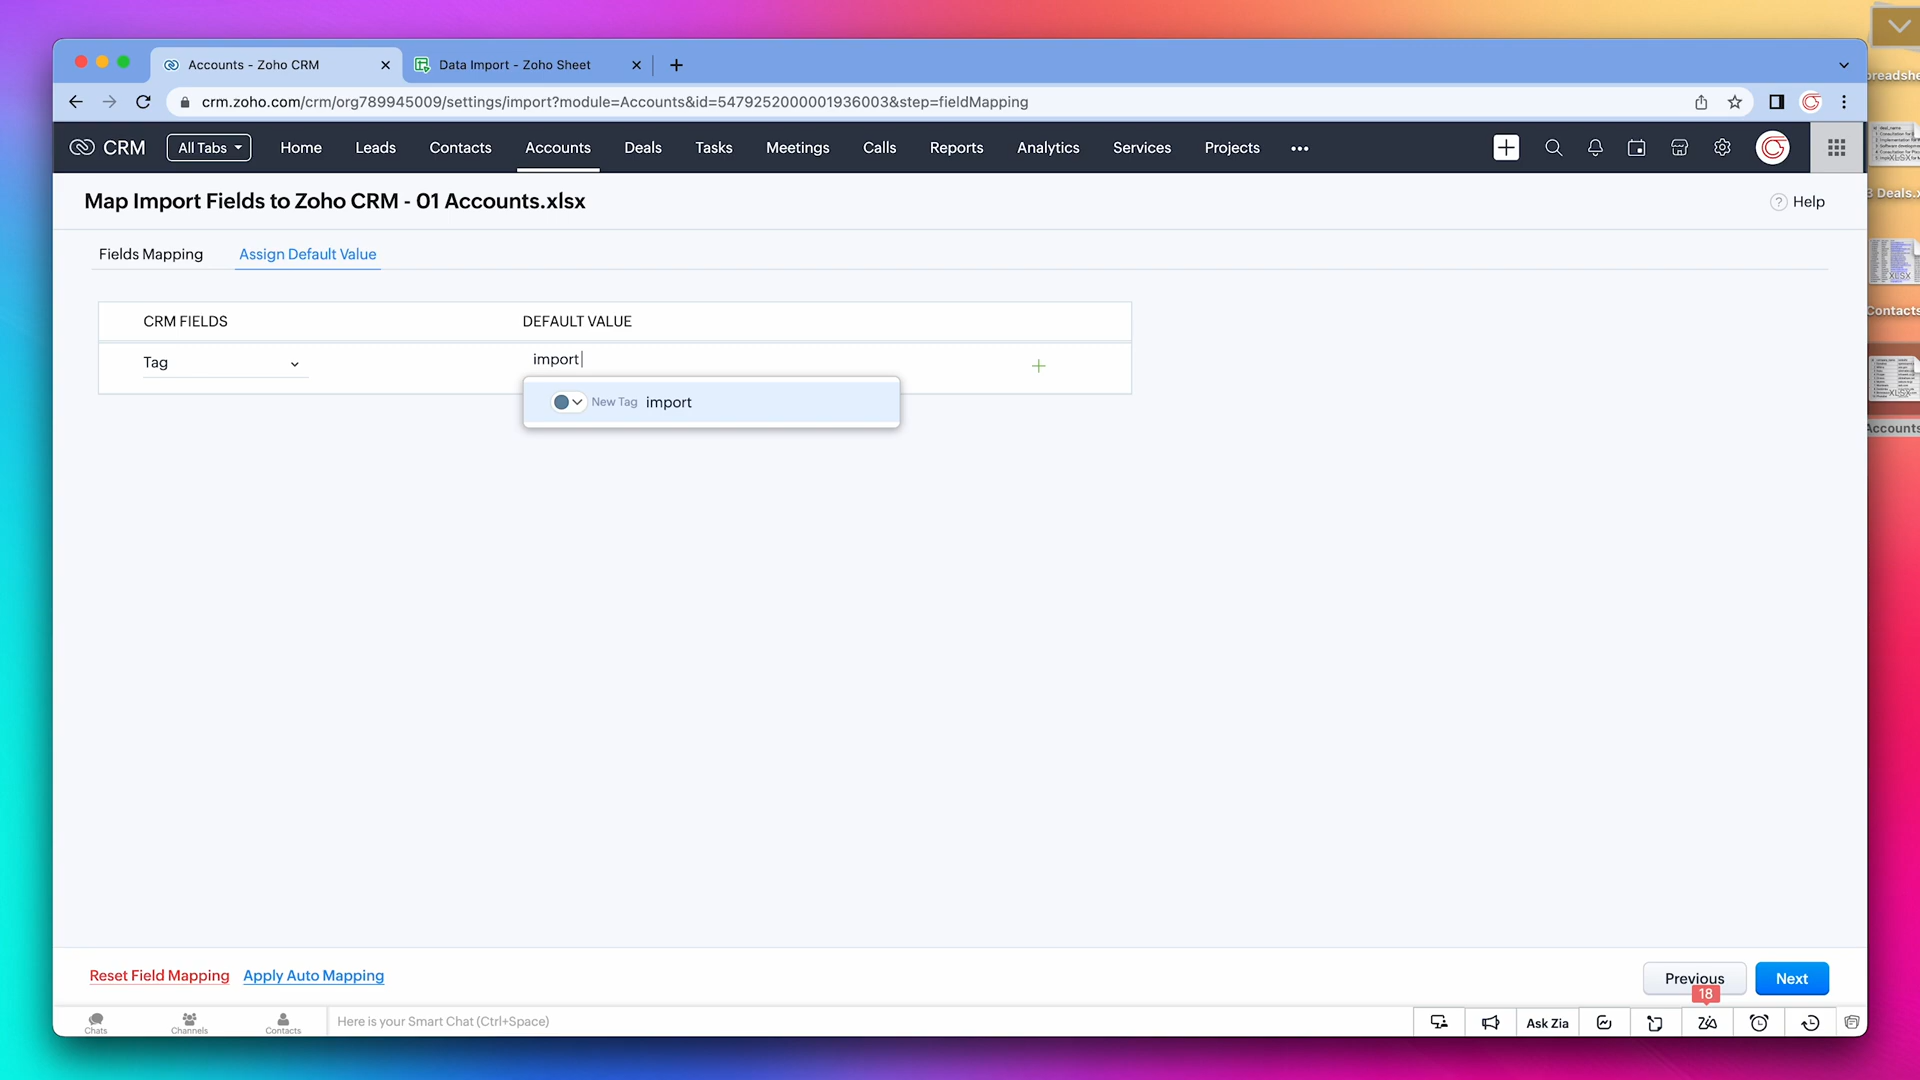 Accounts - Zoho CRM
Data Import - Zoho Sheet
crm.zoho.com/crm/org789945009/settings/import?module=Accounts&id=5479252000001936003&step=fieldMapping
CRM
All Tabs
Home
Leads
Contacts
Accounts
Deals
Tasks
Meetings
Calls
Reports
Analytics
Services
Projects
Map Import Fields to Zoho CRM - 01 Accounts.xlsx
Help
Fields Mapping
Assign Default Value
CRM FIELDS
DEFAULT VALUE
Tag
import
New Tag import
Reset Field Mapping
Apply Auto Mapping
Previous
Next
18
Chats
Channels
Contacts
Here is your Smart Chat (Ctrl+Space)
Ask Zia
XLSX
3 Deals.x
XLSX
Contacts
XLSX
Accounts